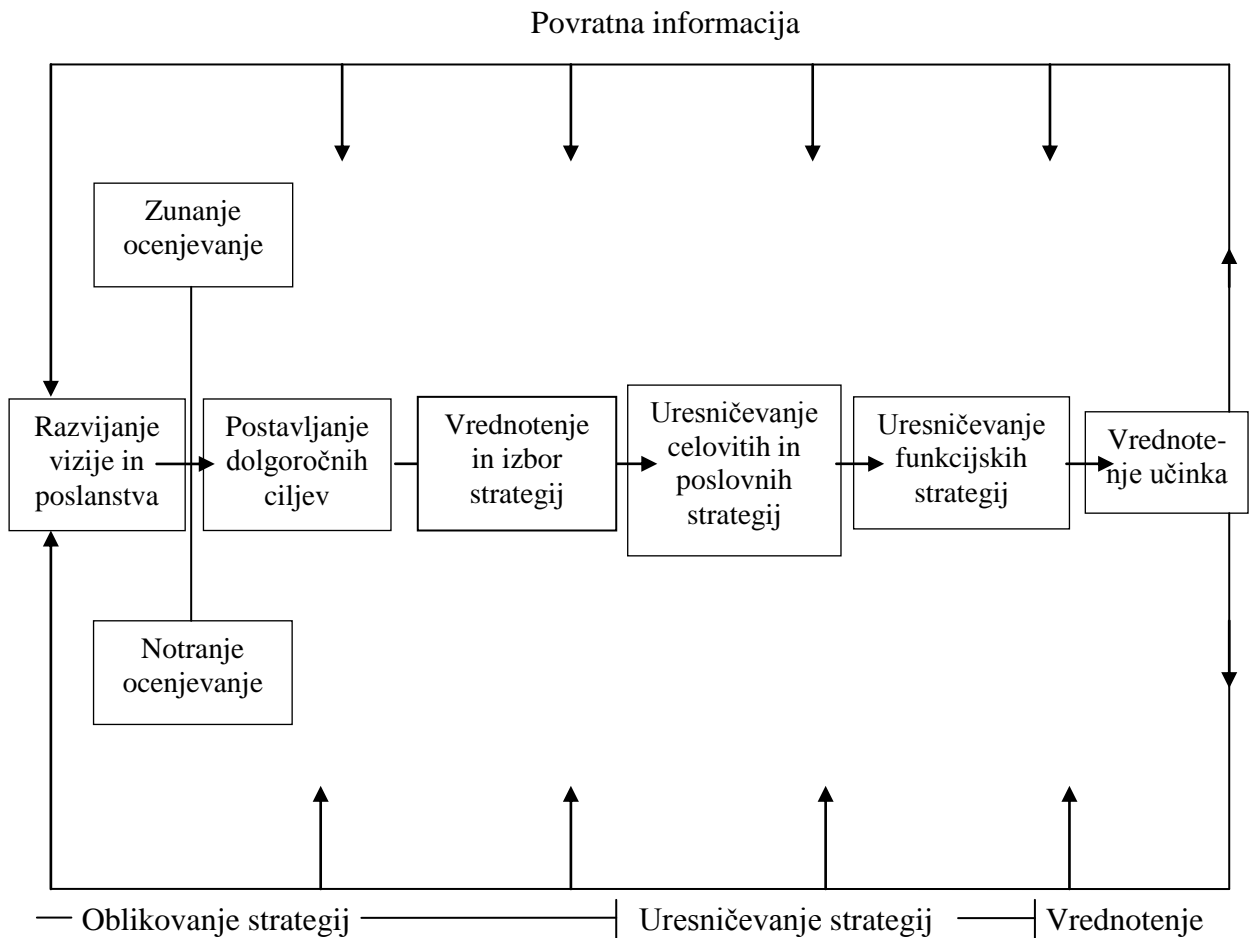 Povratna informacija
Zunanje
ocenjevanje
Razvijanje
vizije in
poslanstva
Postavljanje
dolgoročnih
ciljev
Vrednotenje
in izbor
strategij
Uresničevanje
celovitih in
poslovnih
strategij
Uresničevanje
funkcijskih
strategij
Vrednote-
nje učinka
Notranje
ocenjevanje
Oblikovanje strategij
Uresničevanje strategij
Vrednotenje